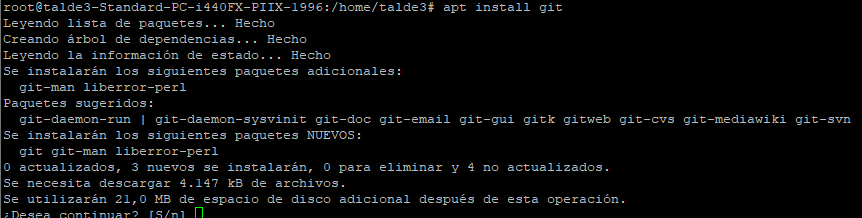 root@talde3-Standard-PC-i440FX-PIIX-1996:/home/talde3# apt install git
Leyendo lista de paquetes... Hecho
Creando árbol de dependencias... Hecho
Leyendo la información de estado... Hecho
Se instalarán los siguientes paquetes adicionales:
  git-man liberror-perl
Paquetes sugeridos:
  git-daemon-run | git-daemon-sysvinit git-doc git-email git-gui gitk gitweb git-cvs git-mediawiki git-svn
Se instalarán los siguientes paquetes NUEVOS:
  git git-man liberror-perl
0 actualizados, 3 nuevos se instalarán, 0 para eliminar y 4 no actualizados.
Se necesita descargar 4.147 kB de archivos.
Se utilizarán 21,0 MB de espacio de disco adicional después de esta operación.
¿Desea continuar? [S/n]